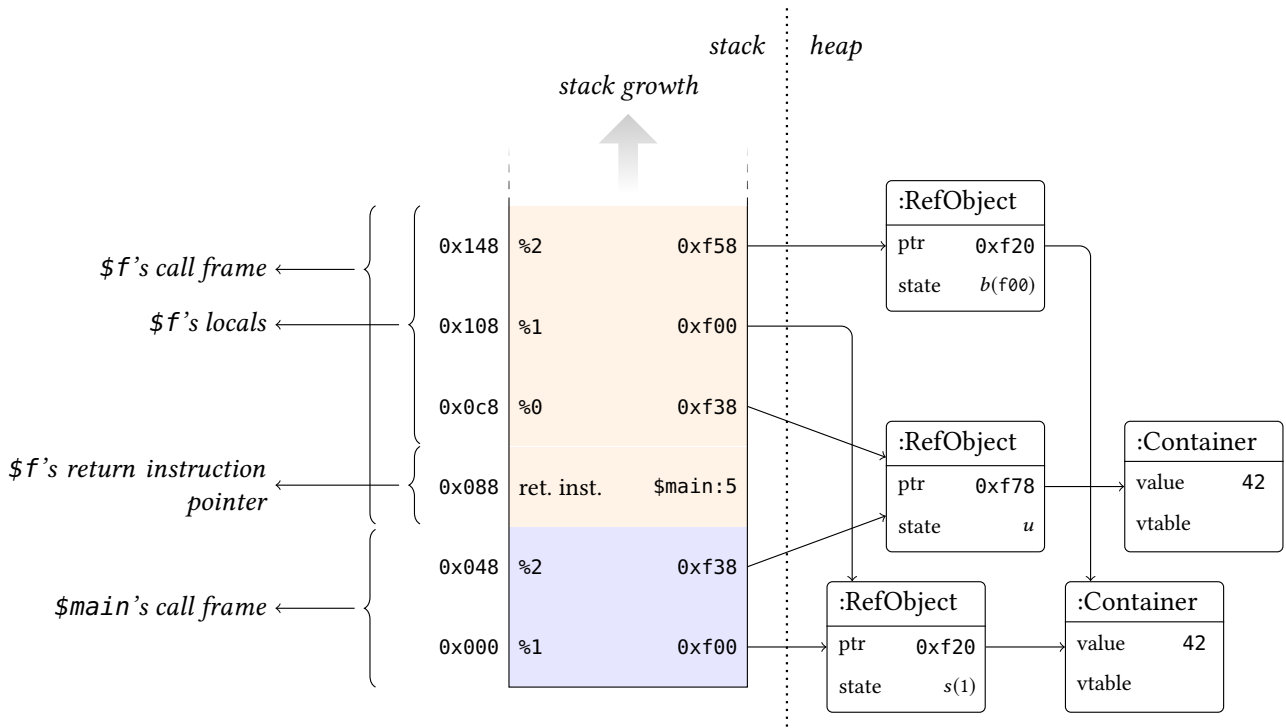 stack heap
stack growth
:RefObject
ptr 0xf20
state b(f00)
$f's call frame
$f's locals
$f's return instruction
pointer
$main's call frame
0x148 %2 0xf58
0x108 %1 0xf00
0x0c8 %0 0xf38
0x088 ret. inst. $main:5
0x048 %2 0xf38
0x000 %1 0xf00
:RefObject
ptr 0xf78
state u
:Container
value 42
vtable
:RefObject
ptr 0xf20
state s(1)
:Container
value 42
vtable